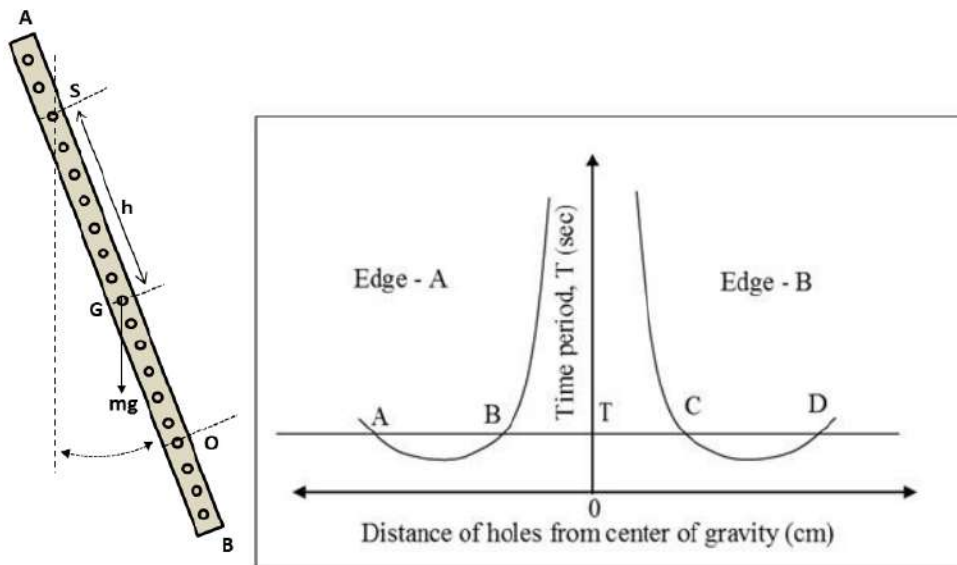 A
S
h
G
mg
O
B
Time period, T (sec)
Edge - A
Edge - B
A
B
T
C
D
0
Distance of holes from center of gravity (cm)